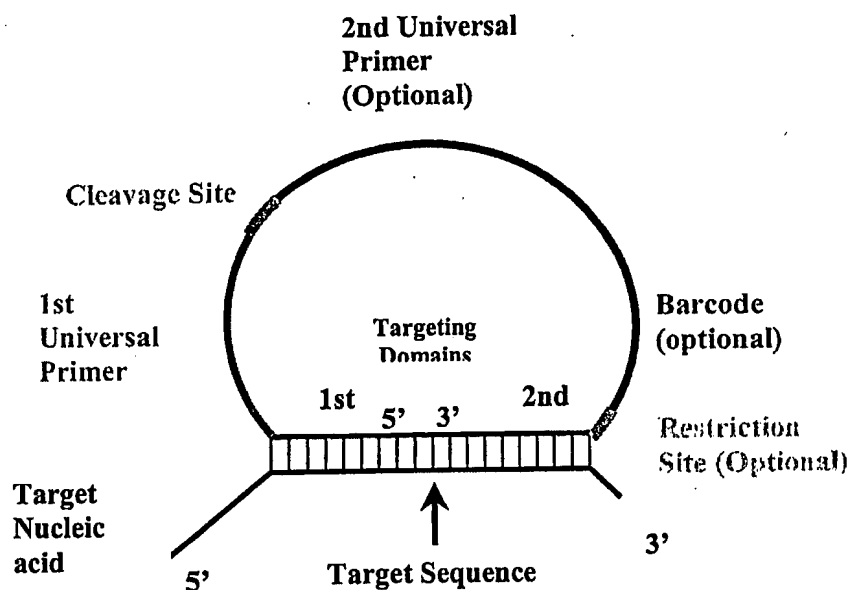 2nd Universal
Primer
(Optional)
Cleavage Site
1st
Universal
Primer
Targeting
Domains
Barcode
(optional)
1st
5’
3’
2nd
Restriction
Site (Optional)
Target
Nucleic
acid
5’
Target Sequence
3’